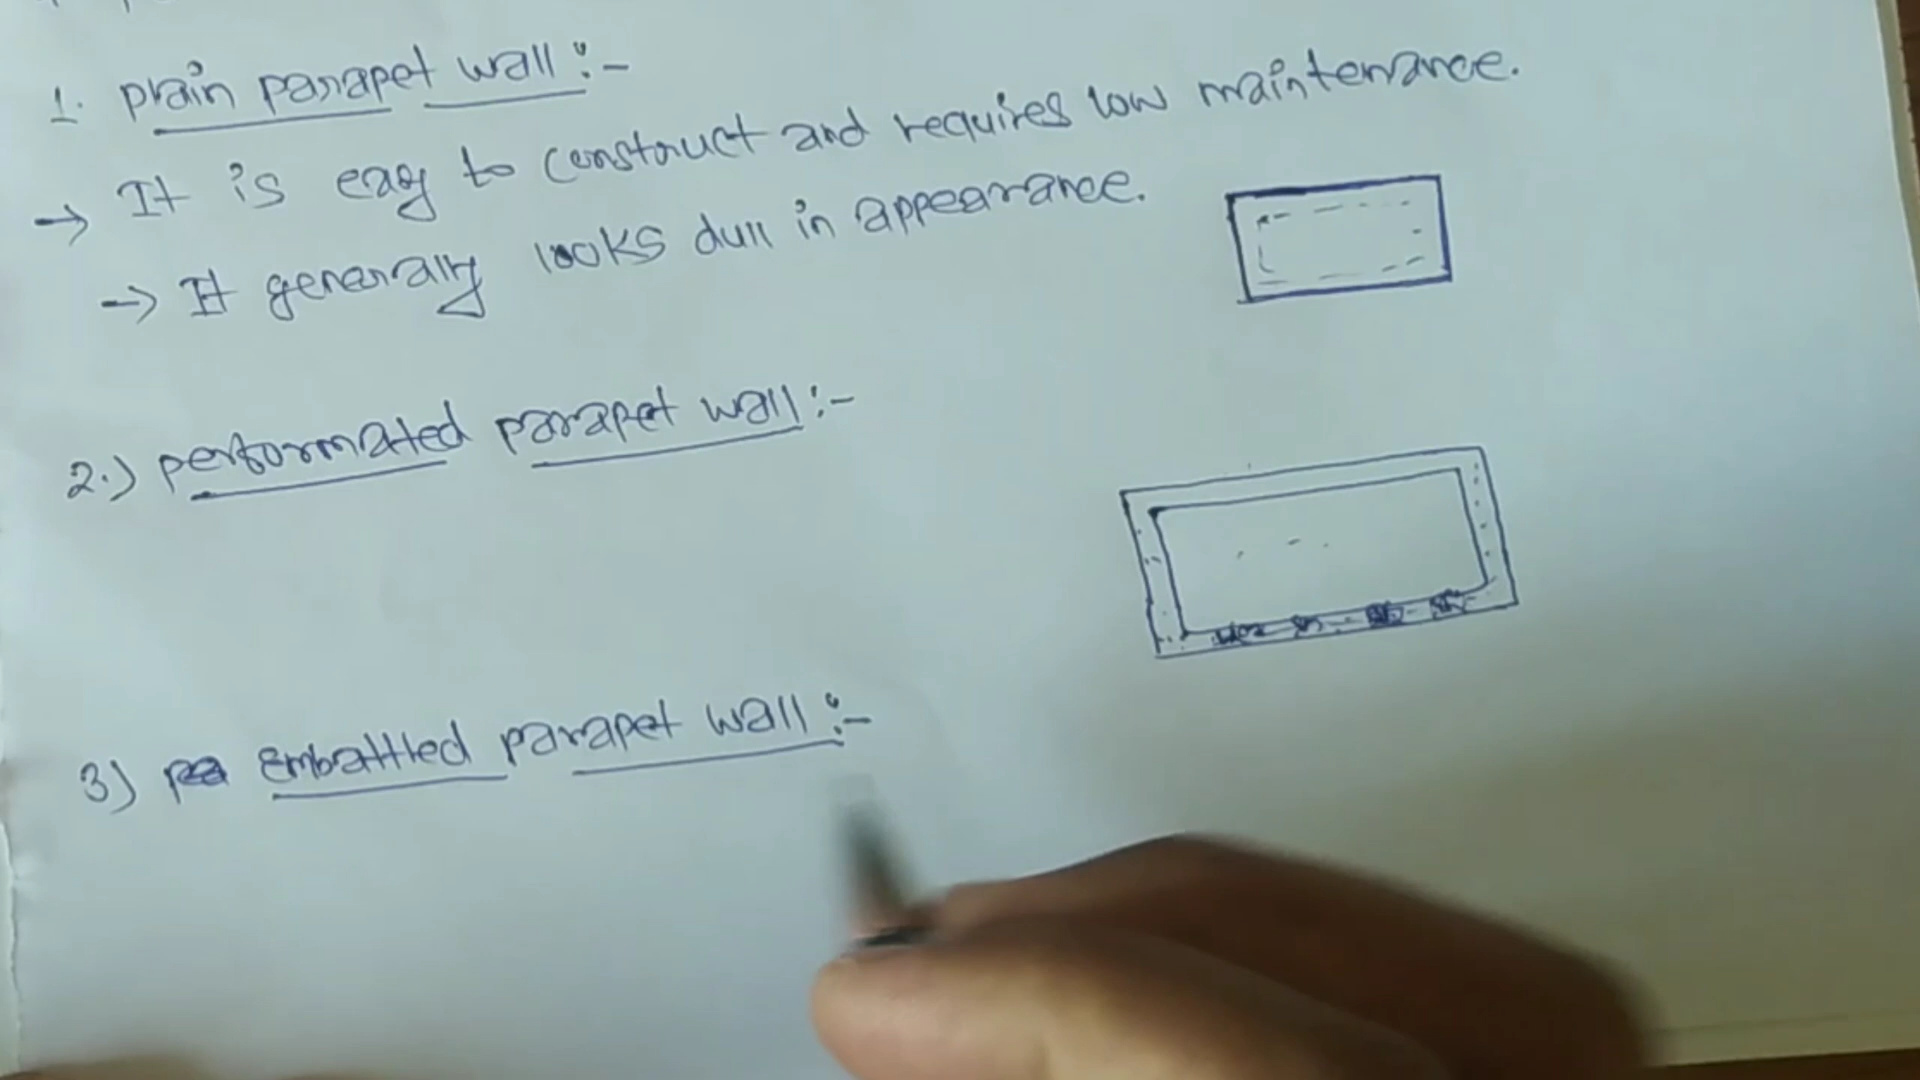 1. plain parapet wall :-
→ It is easy to construct and requires low maintenance.
→ It generally looks dull in appearance.
2.) performated parapet wall :-
3) embattled parapet wall :-